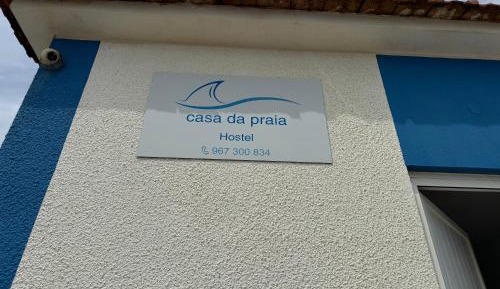 casa da praia
Hostel
967 300 834